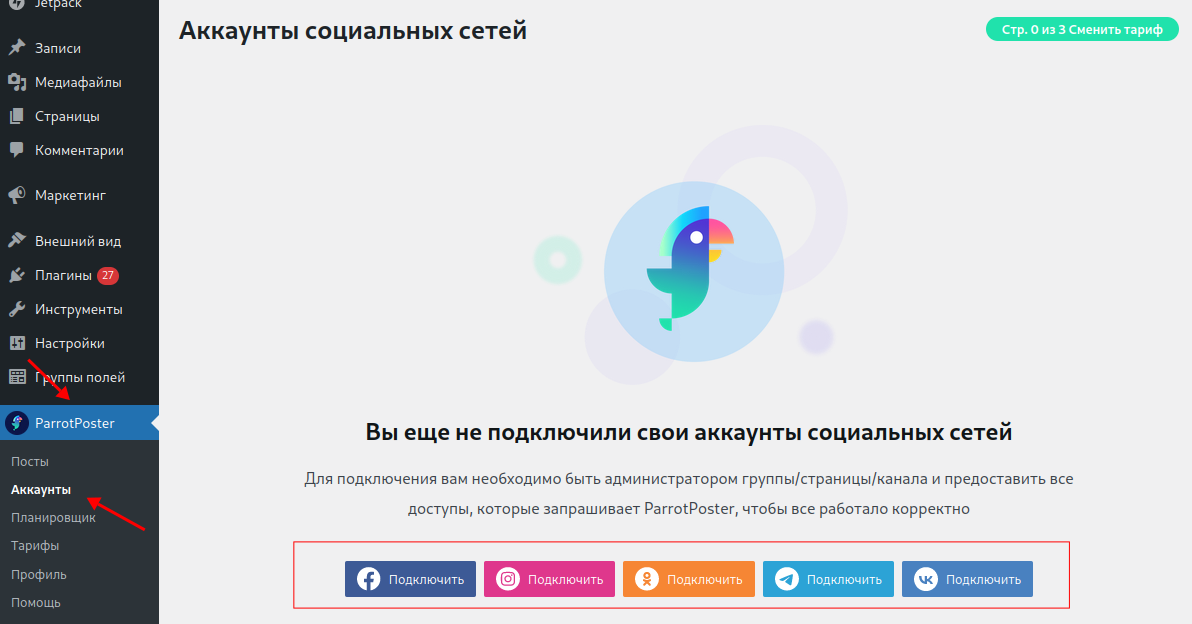 Jetpack
Записи
Медиафайлы
Страницы
Комментарии
Маркетинг
Внешний вид
Плагины 27
Инструменты
Настройки
Группы полей
ParrotPoster
Посты
Аккаунты
Планировщик
Тарифы
Профиль
Помощь
Аккаунты социальных сетей
Стр. 0 из 3 Сменить тариф
Вы еще не подключили свои аккаунты социальных сетей
Для подключения вам необходимо быть администратором группы/страницы/канала и предоставить все
доступы, которые запрашивает ParrotPoster, чтобы все работало корректно
Подключить Подключить Подключить Подключить Подключить